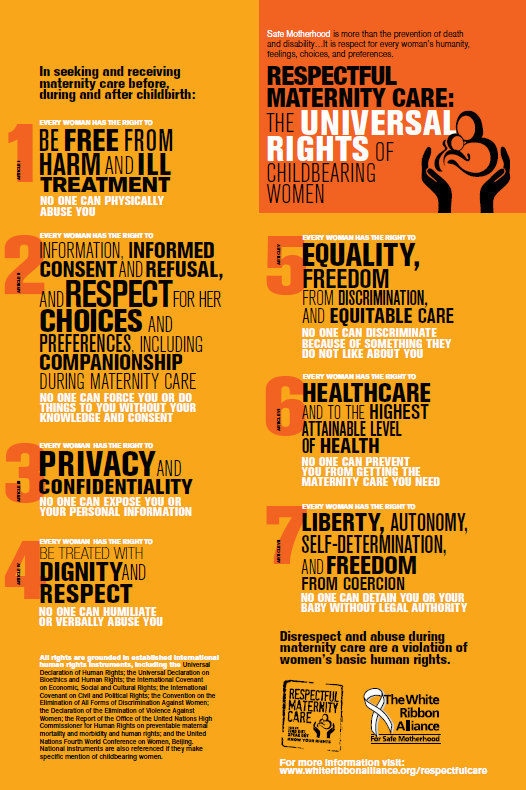 Safe Motherhood is more than the prevention of death
and disability...It is respect for every woman's humanity,
feelings, choices, and preferences.
RESPECTFUL
MATERNITY CARE:
THE UNIVERSAL
RIGHTS OF
CHILDBEARING
WOMEN
In seeking and receiving
maternity care before,
during and after childbirth:
1
ARTICLE I
EVERY WOMAN HAS THE RIGHT TO
BE FREE FROM
HARM AND ILL
TREATMENT
NO ONE CAN PHYSICALLY
ABUSE YOU
2
ARTICLE II
EVERY WOMAN HAS THE RIGHT TO
INFORMATION, INFORMED
CONSENT AND REFUSAL,
AND RESPECT FOR HER
CHOICES AND
PREFERENCES, INCLUDING
COMPANIONSHIP
DURING MATERNITY CARE
NO ONE CAN FORCE YOU OR DO
THINGS TO YOU WITHOUT YOUR
KNOWLEDGE AND CONSENT
3
ARTICLE III
EVERY WOMAN HAS THE RIGHT TO
PRIVACY AND
CONFIDENTIALITY
NO ONE CAN EXPOSE YOU OR
YOUR PERSONAL INFORMATION
4
ARTICLE IV
EVERY WOMAN HAS THE RIGHT TO
BE TREATED WITH
DIGNITY AND
RESPECT
NO ONE CAN HUMILIATE
OR VERBALLY ABUSE YOU
All rights are grounded in established international
human rights instruments, including the Universal
Declaration of Human Rights; the Universal Declaration on
Bioethics and Human Rights; the International Covenant
on Economic, Social and Cultural Rights; the International
Covenant on Civil and Political Rights; the Convention on the
Elimination of All Forms of Discrimination Against Women;
the Declaration of the Elimination of Violence Against
Women; the Report of the Office of the United Nations High
Commissioner for Human Rights on preventable maternal
mortality and morbidity and human rights; and the United
Nations Fourth World Conference on Women, Beijing.
National instruments are also referenced if they make
specific mention of childbearing women.
5
ARTICLE V
EVERY WOMAN HAS THE RIGHT TO
EQUALITY,
FREEDOM
FROM DISCRIMINATION,
AND EQUITABLE CARE
NO ONE CAN DISCRIMINATE
BECAUSE OF SOMETHING THEY
DO NOT LIKE ABOUT YOU
6
ARTICLE VI
EVERY WOMAN HAS THE RIGHT TO
HEALTHCARE
AND TO THE HIGHEST
ATTAINABLE LEVEL
OF HEALTH
NO ONE CAN PREVENT
YOU FROM GETTING THE
MATERNITY CARE YOU NEED
7
ARTICLE VII
EVERY WOMAN HAS THE RIGHT TO
LIBERTY, AUTONOMY,
SELF-DETERMINATION,
AND FREEDOM
FROM COERCION
NO ONE CAN DETAIN YOU OR YOUR
BABY WITHOUT LEGAL AUTHORITY
Disrespect and abuse during
maternity care are a violation of
women's basic human rights.
RESPECTFUL
MATERNITY
CARE
KNOW YOUR RIGHTS
The White
Ribbon
Alliance
For Safe Motherhood
For more information visit:
www.whiteribbonalliance.org/respectfulcare